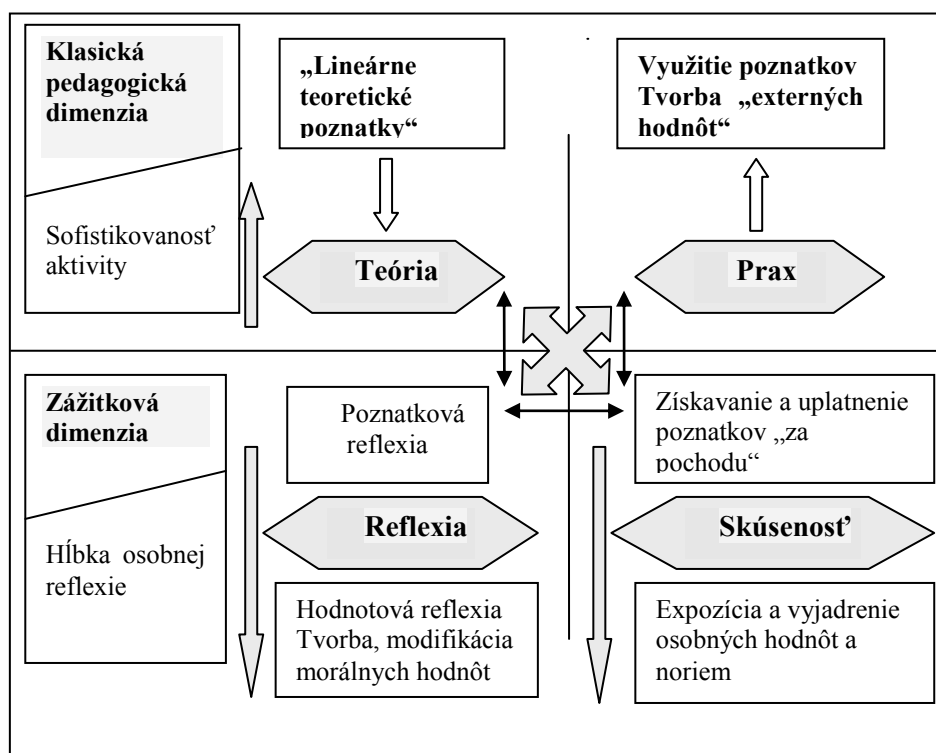 Klasická
pedagogická
dimenzia
Sofistikovanosť
aktivity
„Lineárne
teoretické
poznatky“
Využitie poznatkov
Tvorba „externých
hodnôt“
Teória
Prax
Zážitková
dimenzia
Hĺbka osobnej
reflexie
Poznatková
reflexia
Získavanie a uplatnenie
poznatkov „za
pochodu“
Reflexia
Skúsenosť
Hodnotová reflexia
Tvorba, modifikácia
morálnych hodnôt
Expozícia a vyjadrenie
osobných hodnôt a
noriem